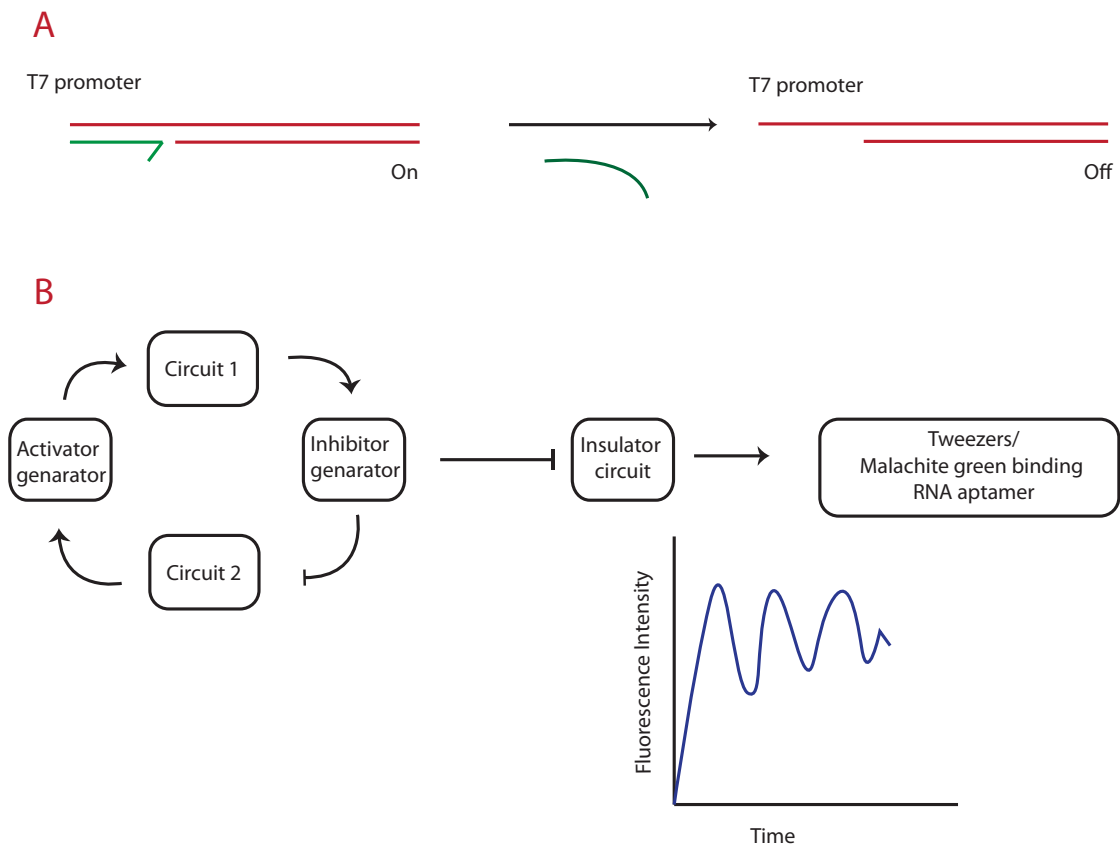 A
T7 promoter
On
T7 promoter
Off
B
Circuit 1
Activator
genarator
Inhibitor
genarator
Circuit 2
Insulator
circuit
Tweezers/
Malachite green binding
RNA aptamer
Fluorescence Intensity
Time